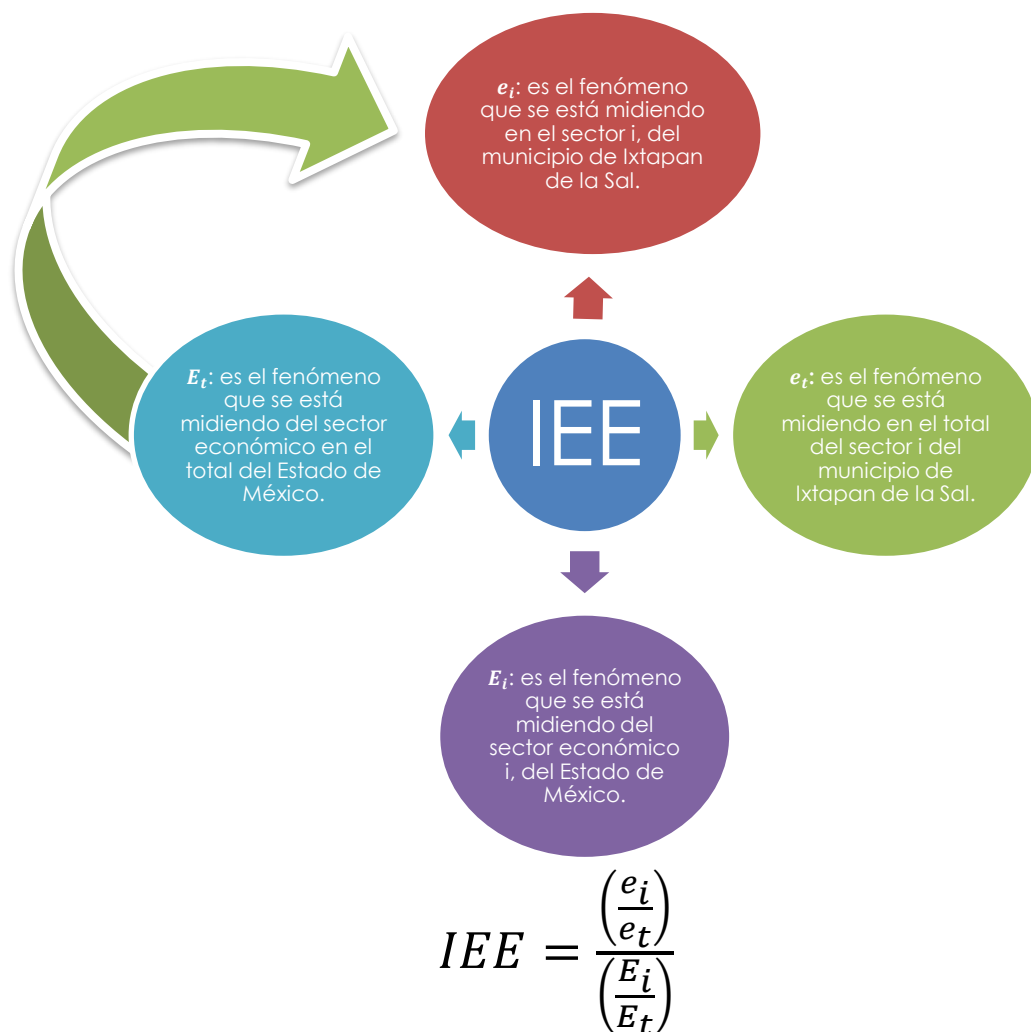 e_i: es el fenómeno
que se está midiendo
en el sector i, del
municipio de Ixtapan
de la Sal.
E_t: es el fenómeno
que se está
midiendo del sector
económico en el
total del Estado de
México.
IEE
e_t: es el fenómeno
que se está
midiendo en el total
del sector i del
municipio de
Ixtapan de la Sal.
E_i: es el fenómeno
que se está
midiendo del
sector económico
i, del Estado de
México.
IEE = (e_i/e_t)/(E_i/E_t)